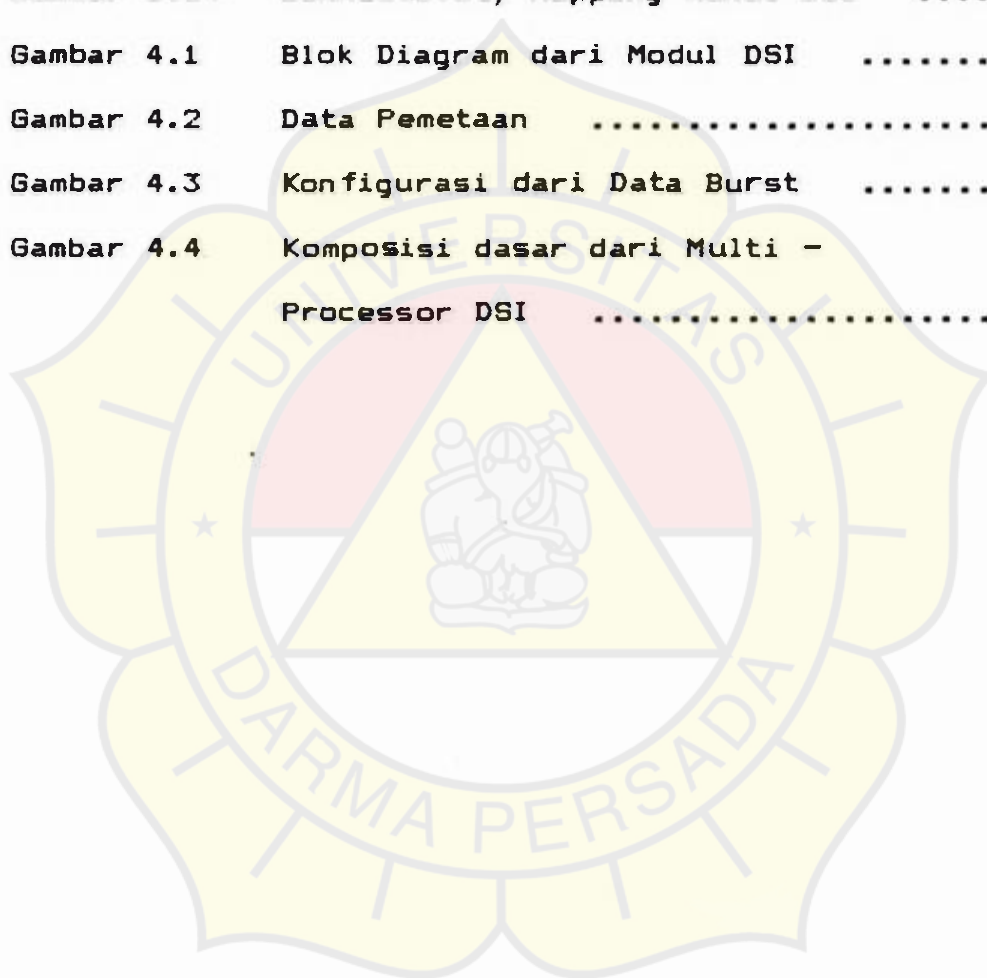 Gambar 4.1 Blok Diagram dari Modul DSI .......
Gambar 4.2 Data Pemetaan .....................
Gambar 4.3 Konfigurasi dari Data Burst .......
Gambar 4.4 Komposisi dasar dari Multi -
Processor DSI .....................
UNIVERSITAS
DARMA PERSADA